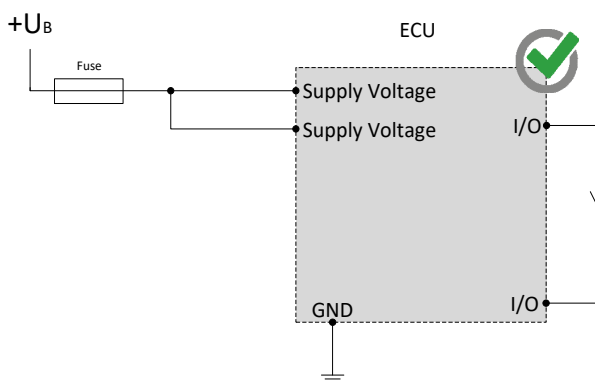 +UB
ECU
Fuse
Supply Voltage
Supply Voltage
I/O
I/O
GND